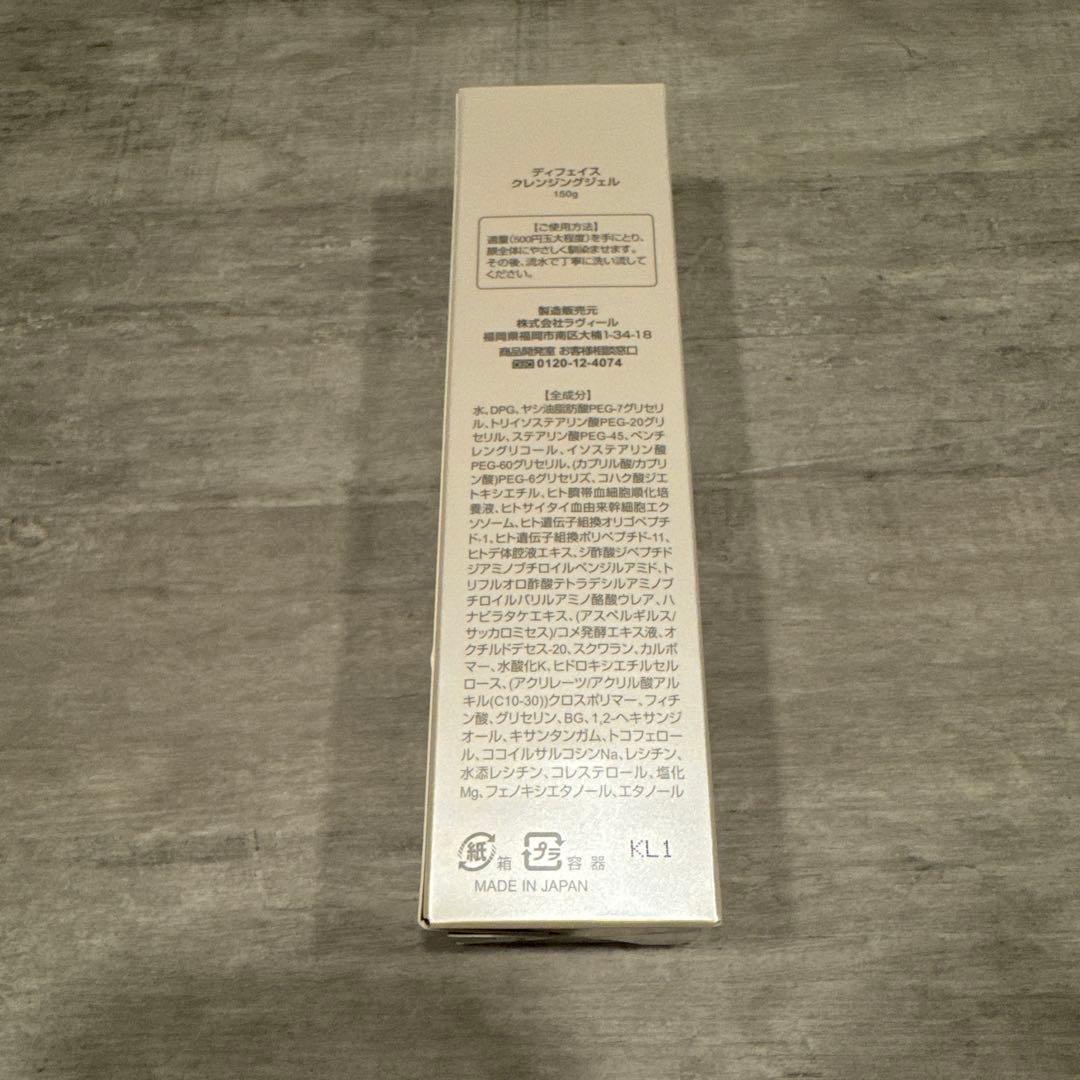 ディフェイス
クレンジングジェル
150g
【ご使用方法】
適量(500円玉大程度)を手にとり、
顔全体にやさしく馴染ませます。
その後、流水で丁寧に洗い流して
ください。
製造販売元
株式会社ラヴィール
福岡県福岡市南区大楠1-34-18
商品開発室 お客様相談窓口
0120-12-4074
【全成分】
水、DPG、ヤシ油脂肪酸PEG-7グリセリ
ル、トリイソステアリン酸PEG-20グリ
セリル、ステアリン酸PEG-45、ペンチ
レングリコール、イソステアリン酸
PEG-60グリセリル、(カプリル酸/カプリ
ン酸)PEG-6グリセリズ、コハク酸ジエ
トキシエチル、ヒト臍帯血細胞順化培
養液、ヒトサイタイ血由来幹細胞エク
ソソーム、ヒト遺伝子組換オリゴペプチ
ド-1、ヒト遺伝子組換ポリペプチド-11、
ヒトデ体腔液エキス、ジ酢酸ジペプチド
ジアミノブチロイルベンジルアミド、ト
リフルオロ酢酸テトラデシルアミノブ
チロイルバリルアミノ酪酸ウレア、ハ
ナビラタケエキス、(アスペルギルス/
サッカロミセス)/コメ発酵エキス液、オ
クチルドデセス-20、スクワラン、カルボ
マー、水酸化K、ヒドロキシエチルセル
ロース、(アクリレーツ/アクリル酸アル
キル(C10-30))クロスポリマー、フィチ
ン酸、グリセリン、BG、1,2-ヘキサンジ
オール、キサンタンガム、トコフェロー
ル、ココイルサルコシンNa、レシチン、
水添レシチン、コレステロール、塩化
Mg、フェノキシエタノール、エタノール
紙 箱 プラ 容器 KL1
MADE IN JAPAN